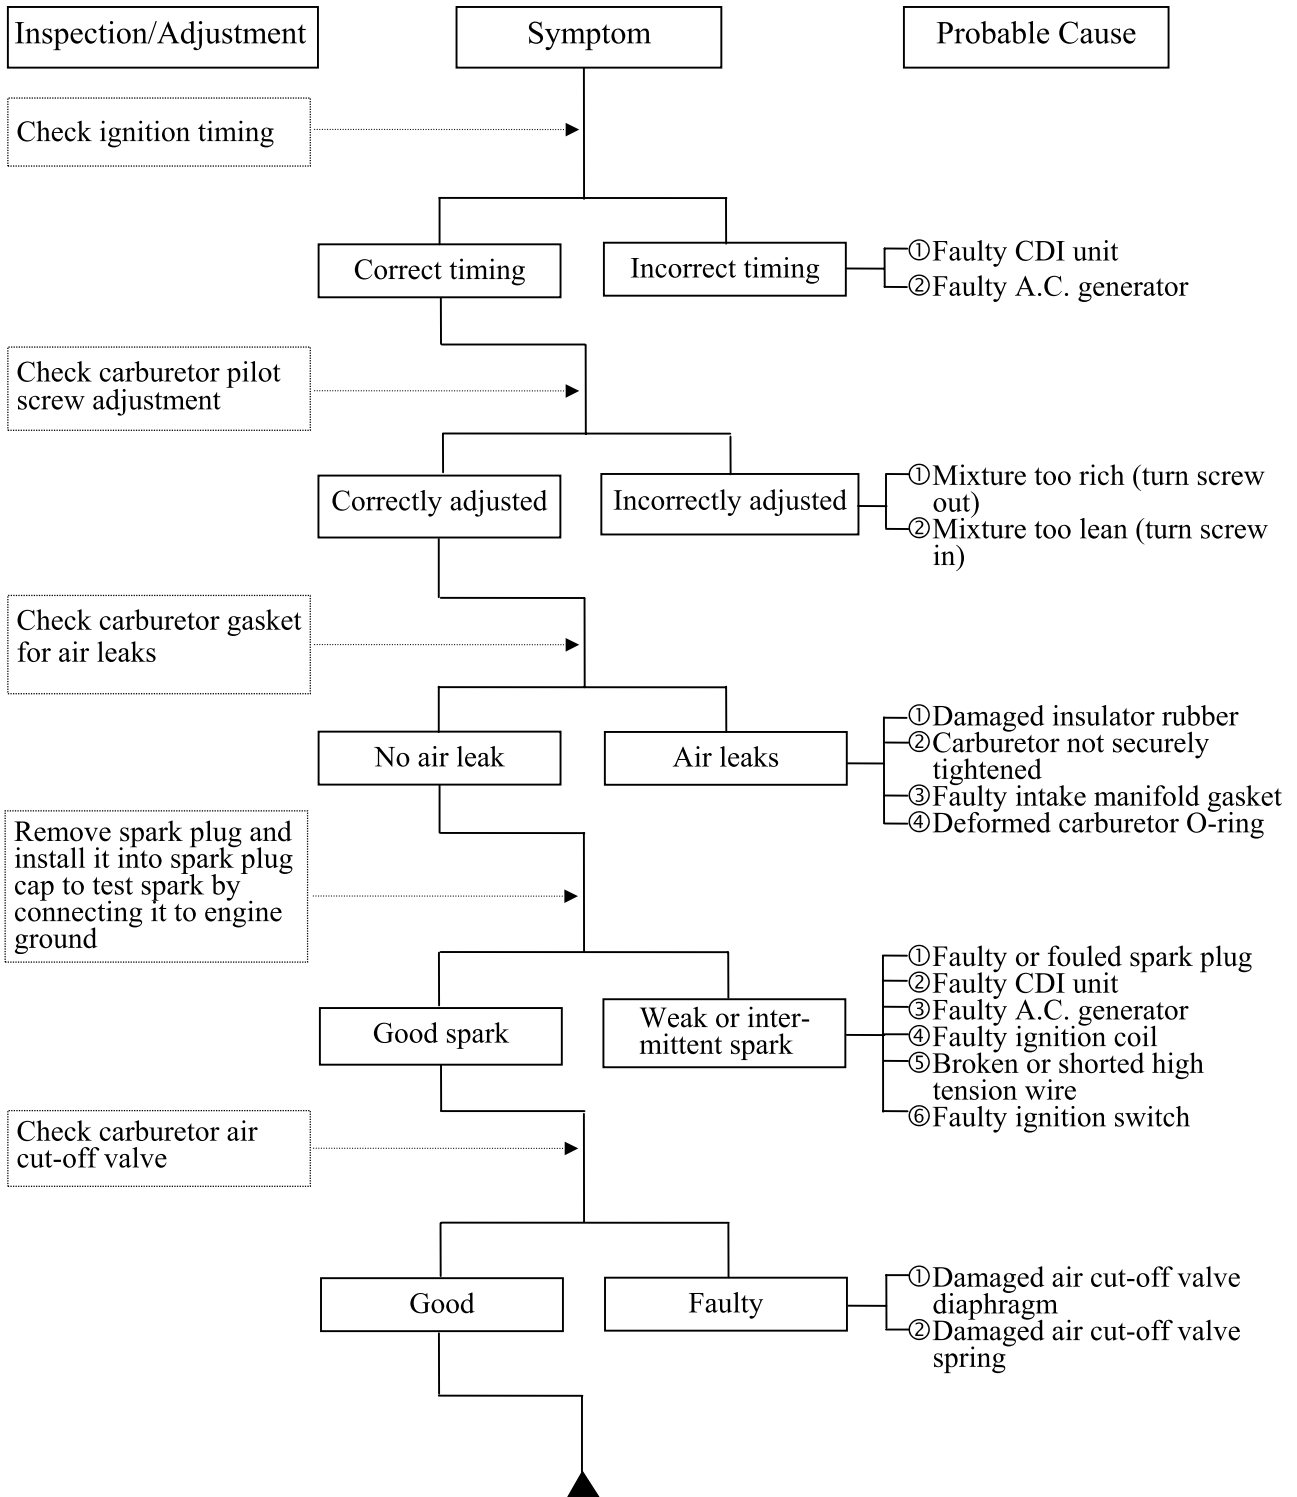 Inspection/Adjustment
Symptom
Probable Cause
Check ignition timing
Correct timing
Incorrect timing
①Faulty CDI unit
②Faulty A.C. generator
Check carburetor pilot
screw adjustment
Correctly adjusted
Incorrectly adjusted
①Mixture too rich (turn screw
out)
②Mixture too lean (turn screw
in)
Check carburetor gasket
for air leaks
No air leak
Air leaks
①Damaged insulator rubber
②Carburetor not securely
tightened
③Faulty intake manifold gasket
④Deformed carburetor O-ring
Remove spark plug and
install it into spark plug
cap to test spark by
connecting it to engine
ground
Good spark
Weak or inter-
mittent spark
①Faulty or fouled spark plug
②Faulty CDI unit
③Faulty A.C. generator
④Faulty ignition coil
⑤Broken or shorted high
tension wire
⑥Faulty ignition switch
Check carburetor air
cut-off valve
Good
Faulty
①Damaged air cut-off valve
diaphragm
②Damaged air cut-off valve
spring